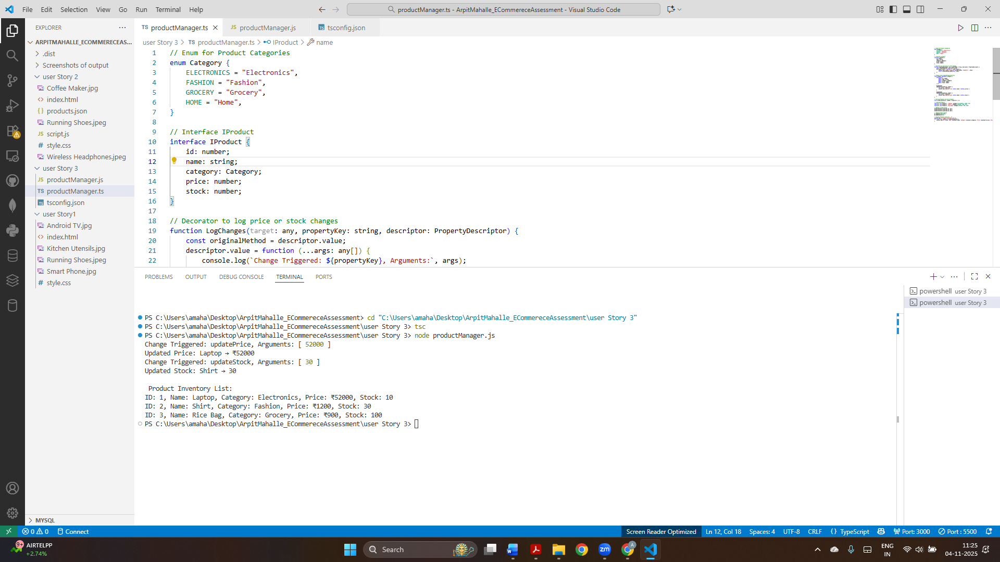 File Edit Selection View Go Run Terminal Help
productManager.ts - ArpitMahalle_ECommereceAssessment - Visual Studio Code
EXPLORER
ARPITMAHALLE_ECOMMERECEAS...
.dist
Screenshots of output
user Story 2
Coffee Maker.jpg
index.html
products.json
Running Shoes.jpeg
script.js
style.css
Wireless Headphones.jpeg
user Story 3
productManager.js
productManager.ts
tsconfig.json
user Story1
Android TV.jpg
index.html
Kitchen Utensils.jpg
Running Shoes.jpeg
Smart Phone.jpg
style.css
MYSQL
TS productManager.ts
JS productManager.js
tsconfig.json
user Story 3 > TS productManager.ts > IProduct > name
1 // Enum for Product Categories
2 enum Category {
3 ELECTRONICS = "Electronics",
4 FASHION = "Fashion",
5 GROCERY = "Grocery",
6 HOME = "Home",
7 }
8
9 // Interface IProduct
10 interface IProduct {
11 id: number;
12 name: string;
13 category: Category;
14 price: number;
15 stock: number;
16 }
17
18 // Decorator to log price or stock changes
19 function LogChanges(target: any, propertyKey: string, descriptor: PropertyDescriptor) {
20 const originalMethod = descriptor.value;
21 descriptor.value = function (...args: any[]) {
22 console.log(`Change Triggered: ${propertyKey}, Arguments:`, args);
PROBLEMS OUTPUT DEBUG CONSOLE TERMINAL PORTS
powershell user Story 3
powershell user Story 3
PS C:\Users\amaha\Desktop\ArpitMahalle_ECommereceAssessment> cd "C:\Users\amaha\Desktop\ArpitMahalle_ECommereceAssessment\user Story 3"
PS C:\Users\amaha\Desktop\ArpitMahalle_ECommereceAssessment\user Story 3> tsc
PS C:\Users\amaha\Desktop\ArpitMahalle_ECommereceAssessment\user Story 3> node productManager.js
Change Triggered: updatePrice, Arguments: [ 52000 ]
Updated Price: Laptop → ₹52000
Change Triggered: updateStock, Arguments: [ 30 ]
Updated Stock: Shirt → 30
Product Inventory List:
ID: 1, Name: Laptop, Category: Electronics, Price: ₹52000, Stock: 10
ID: 2, Name: Shirt, Category: Fashion, Price: ₹1200, Stock: 30
ID: 3, Name: Rice Bag, Category: Grocery, Price: ₹900, Stock: 100
PS C:\Users\amaha\Desktop\ArpitMahalle_ECommereceAssessment\user Story 3>
0 0 Connect
Screen Reader Optimized Ln 12, Col 18 Spaces: 4 UTF-8 CRLF {} TypeScript Port: 3000 Port : 5500
9+ AIRTELPP
+2.74%
Search
ENG
IN
11:25
04-11-2025